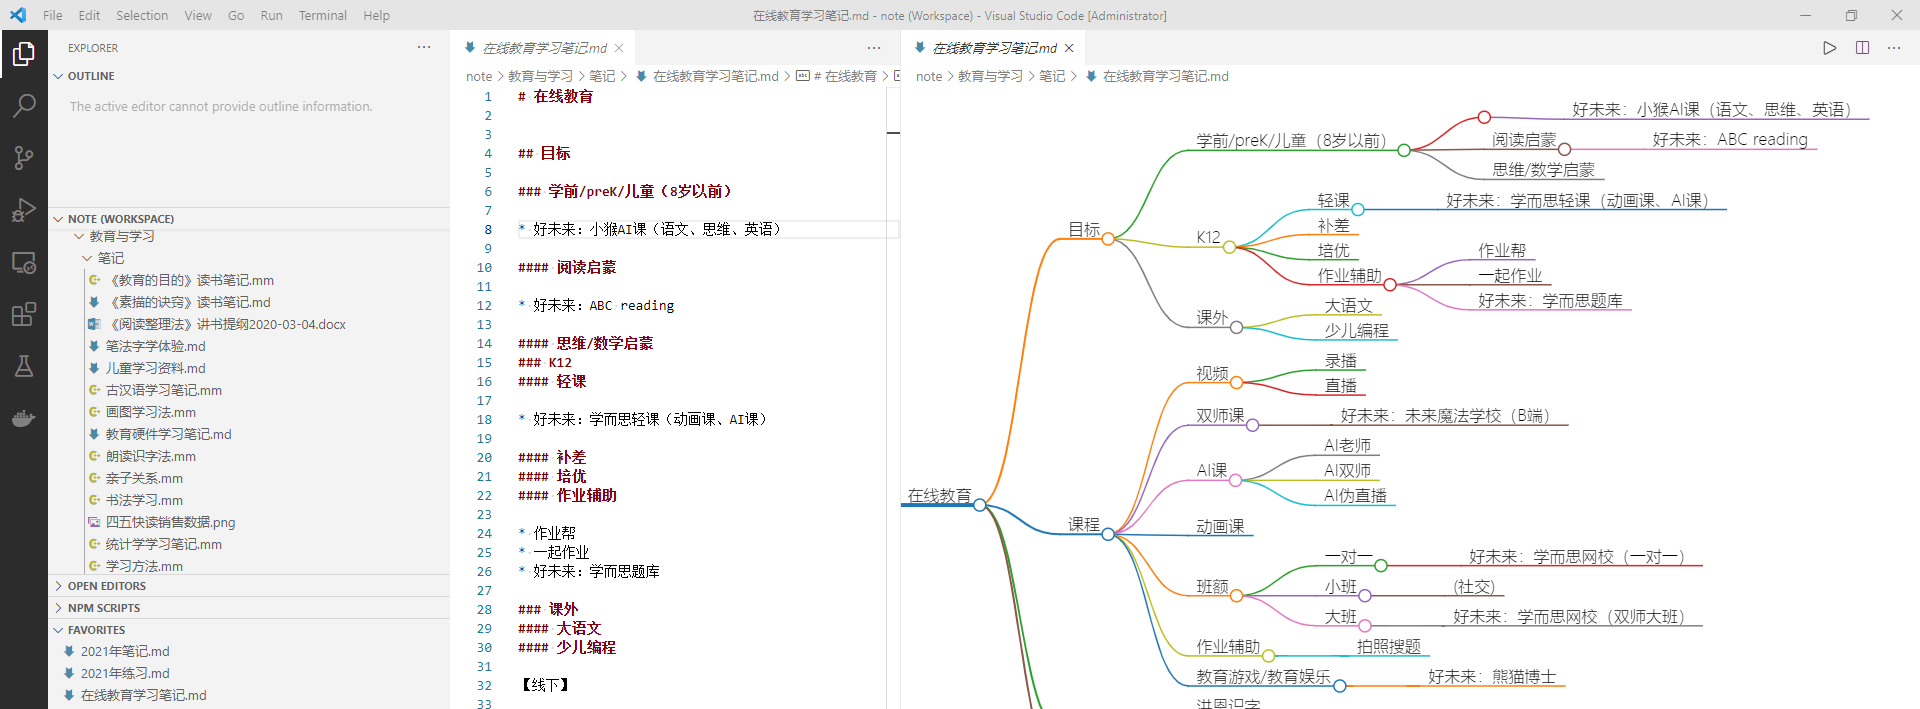 File Edit Selection View Go Run Terminal Help
在线教育学习笔记.md - note (Workspace) - Visual Studio Code [Administrator]
EXPLORER
OUTLINE
The active editor cannot provide outline information.
NOTE (WORKSPACE)
教育与学习
笔记
《教育的目的》读书笔记.mm
《素描的诀窍》读书笔记.md
《阅读整理法》讲书提纲2020-03-04.docx
笔法字学体验.md
儿童学习资料.md
古汉语学习笔记.mm
画图学习法.mm
教育硬件学习笔记.md
朗读识字法.mm
亲子关系.mm
书法学习.mm
四五快读销售数据.png
统计学学习笔记.mm
学习方法.mm
OPEN EDITORS
NPM SCRIPTS
FAVORITES
2021年笔记.md
2021年练习.md
在线教育学习笔记.md
在线教育学习笔记.md
note > 教育与学习 > 笔记 > 在线教育学习笔记.md > # 在线教育 >
1 # 在线教育
2
3
4 ## 目标
5
6 ### 学前/preK/儿童（8岁以前）
7
8 * 好未来：小猴AI课（语文、思维、英语）
9
10 #### 阅读启蒙
11
12 * 好未来：ABC reading
13
14 #### 思维/数学启蒙
15 ### K12
16 #### 轻课
17
18 * 好未来：学而思轻课（动画课、AI课）
19
20 #### 补差
21 #### 培优
22 #### 作业辅助
23
24 * 作业帮
25 * 一起作业
26 * 好未来：学而思题库
27
28 ### 课外
29 #### 大语文
30 #### 少儿编程
31
32 【线下】
33
在线教育学习笔记.md
note > 教育与学习 > 笔记 > 在线教育学习笔记.md
在线教育
目标
学前/preK/儿童（8岁以前）
好未来：小猴AI课（语文、思维、英语）
阅读启蒙
好未来：ABC reading
思维/数学启蒙
K12
轻课
好未来：学而思轻课（动画课、AI课）
补差
培优
作业辅助
作业帮
一起作业
好未来：学而思题库
课外
大语文
少儿编程
课程
视频
录播
直播
双师课
好未来：未来魔法学校（B端）
AI课
AI老师
AI双师
AI伪直播
动画课
班额
一对一
好未来：学而思网校（一对一）
小班
(社交)
大班
好未来：学而思网校（双师大班）
作业辅助
拍照搜题
教育游戏/教育娱乐
好未来：熊猫博士
洪恩识字